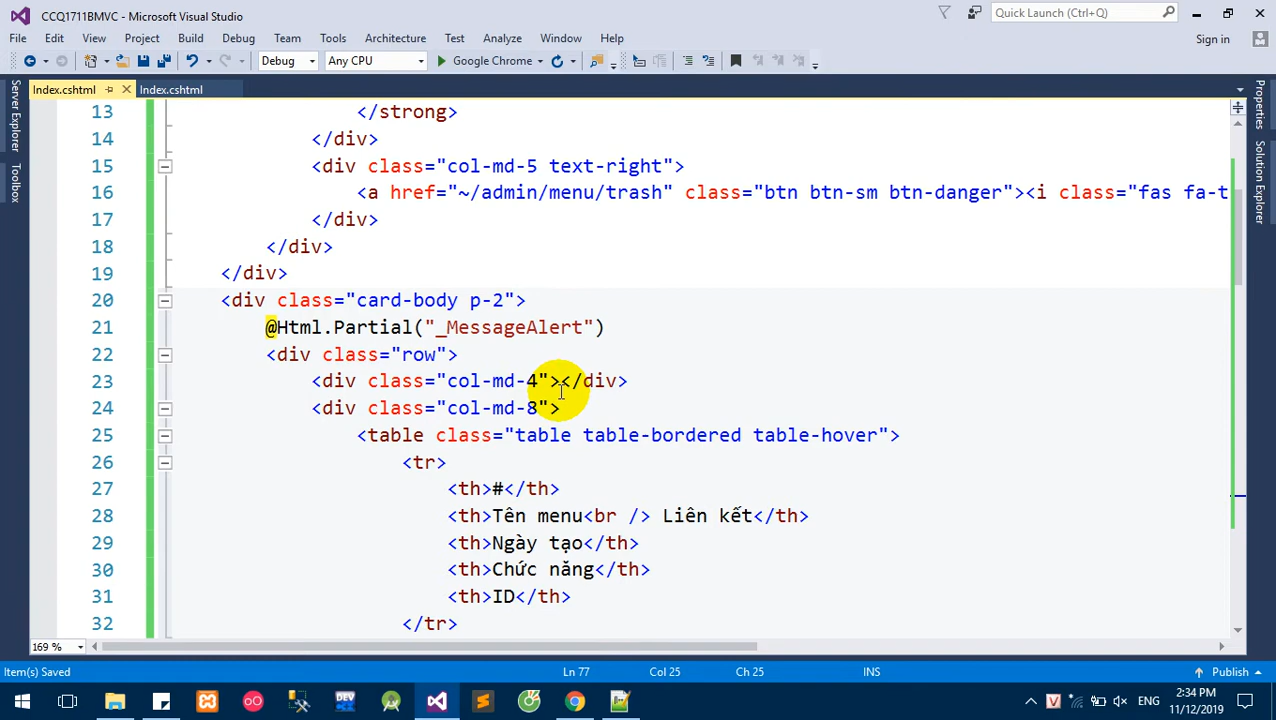 CCQ1711BMVC - Microsoft Visual Studio
Quick Launch (Ctrl+Q)
File Edit View Project Build Debug Team Tools Architecture Test Analyze Window Help
Sign in
Debug Any CPU Google Chrome
Index.cshtml Index.cshtml
Server Explorer
Toolbox
Properties
Solution Explorer
13 </strong>
14 </div>
15 <div class="col-md-5 text-right">
16 <a href="~/admin/menu/trash" class="btn btn-sm btn-danger"><i class="fas fa-t
17 </div>
18 </div>
19 </div>
20 <div class="card-body p-2">
21 @Html.Partial("_MessageAlert")
22 <div class="row">
23 <div class="col-md-4"></div>
24 <div class="col-md-8">
25 <table class="table table-bordered table-hover">
26 <tr>
27 <th>#</th>
28 <th>Tên menu<br /> Liên kết</th>
29 <th>Ngày tạo</th>
30 <th>Chức năng</th>
31 <th>ID</th>
32 </tr>
169 %
Item(s) Saved Ln 77 Col 25 Ch 25 INS Publish
DEV
ENG
2:34 PM
11/12/2019